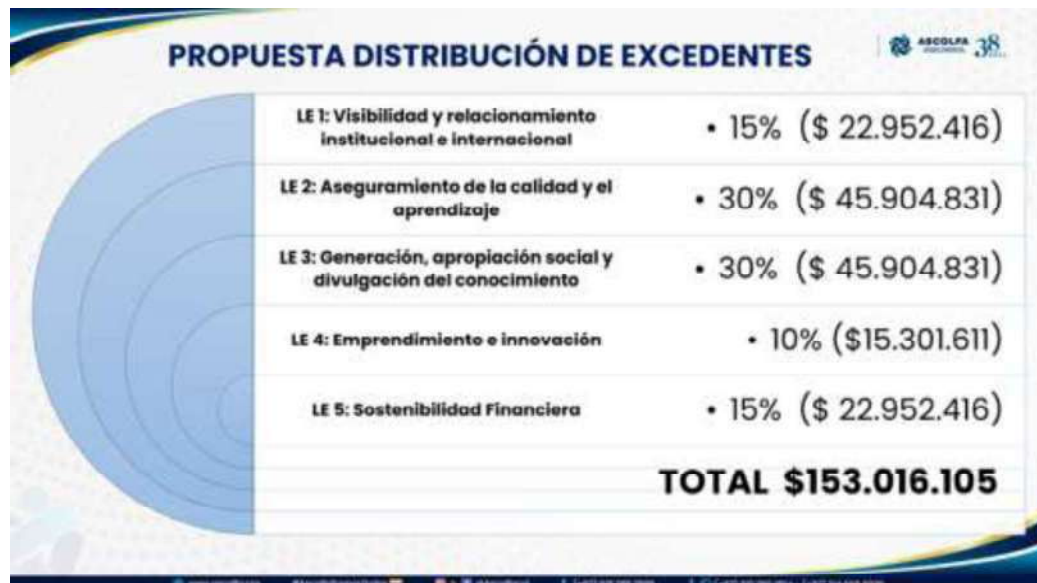 PROPUESTA DISTRIBUCIÓN DE EXCEDENTES
ASCOLFA
38
LE 1: Visibilidad y relacionamiento
institucional e internacional
• 15% ($ 22.952.416)
LE 2: Aseguramiento de la calidad y el
aprendizaje
• 30% ($ 45.904.831)
LE 3: Generación, apropiación social y
divulgación del conocimiento
• 30% ($ 45.904.831)
LE 4: Emprendimiento e innovación
• 10% ($15.301.611)
LE 5: Sostenibilidad Financiera
• 15% ($ 22.952.416)
TOTAL $153.016.105